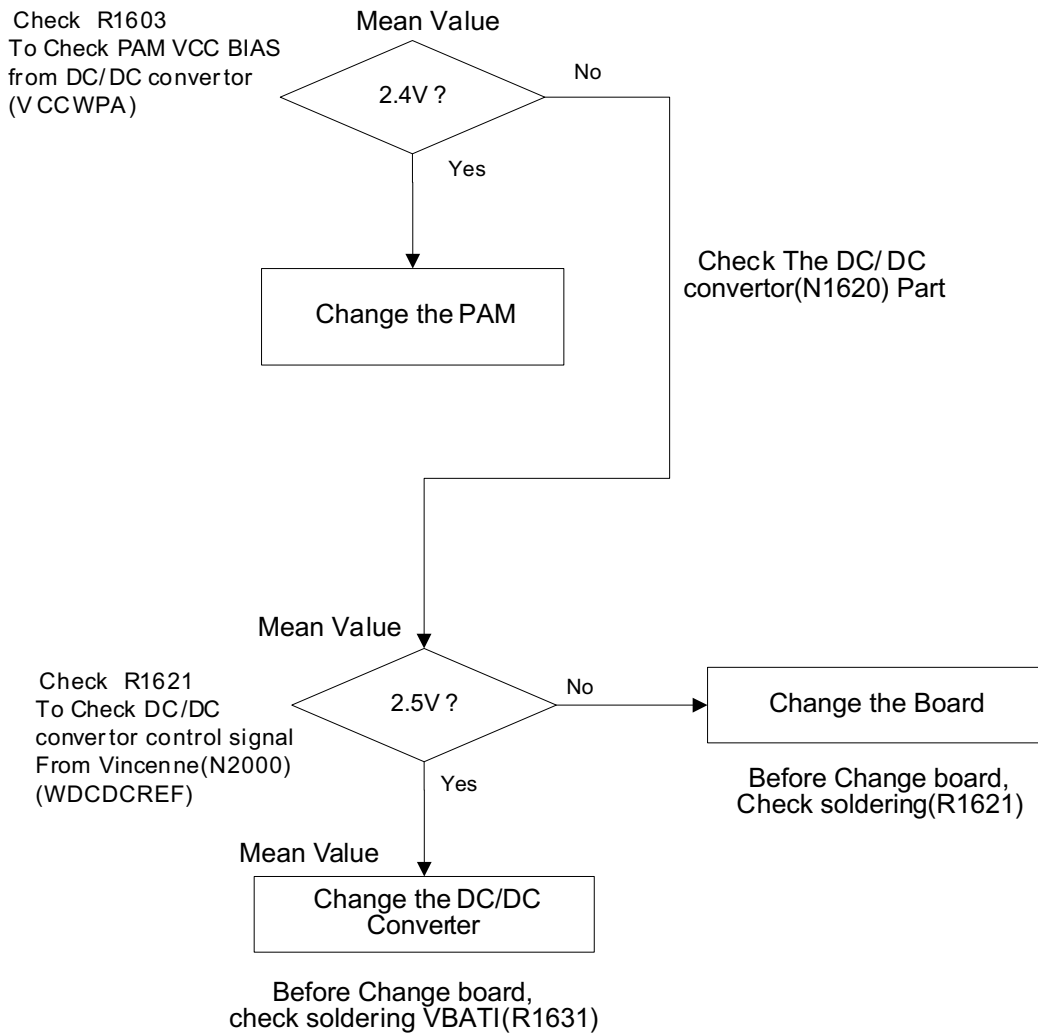 Check R1603
To Check PAM VCC BIAS
from DC/DC convertor
(VCCWPA)
Mean Value
2.4V ?
No
Yes
Change the PAM
Check The DC/DC
convertor(N1620) Part
Mean Value
Check R1621
To Check DC/DC
convertor control signal
From Vincenne(N2000)
(WDCDCREF)
2.5V ?
No
Change the Board
Before Change board,
Check soldering(R1621)
Yes
Mean Value
Change the DC/DC
Converter
Before Change board,
check soldering VBATI(R1631)